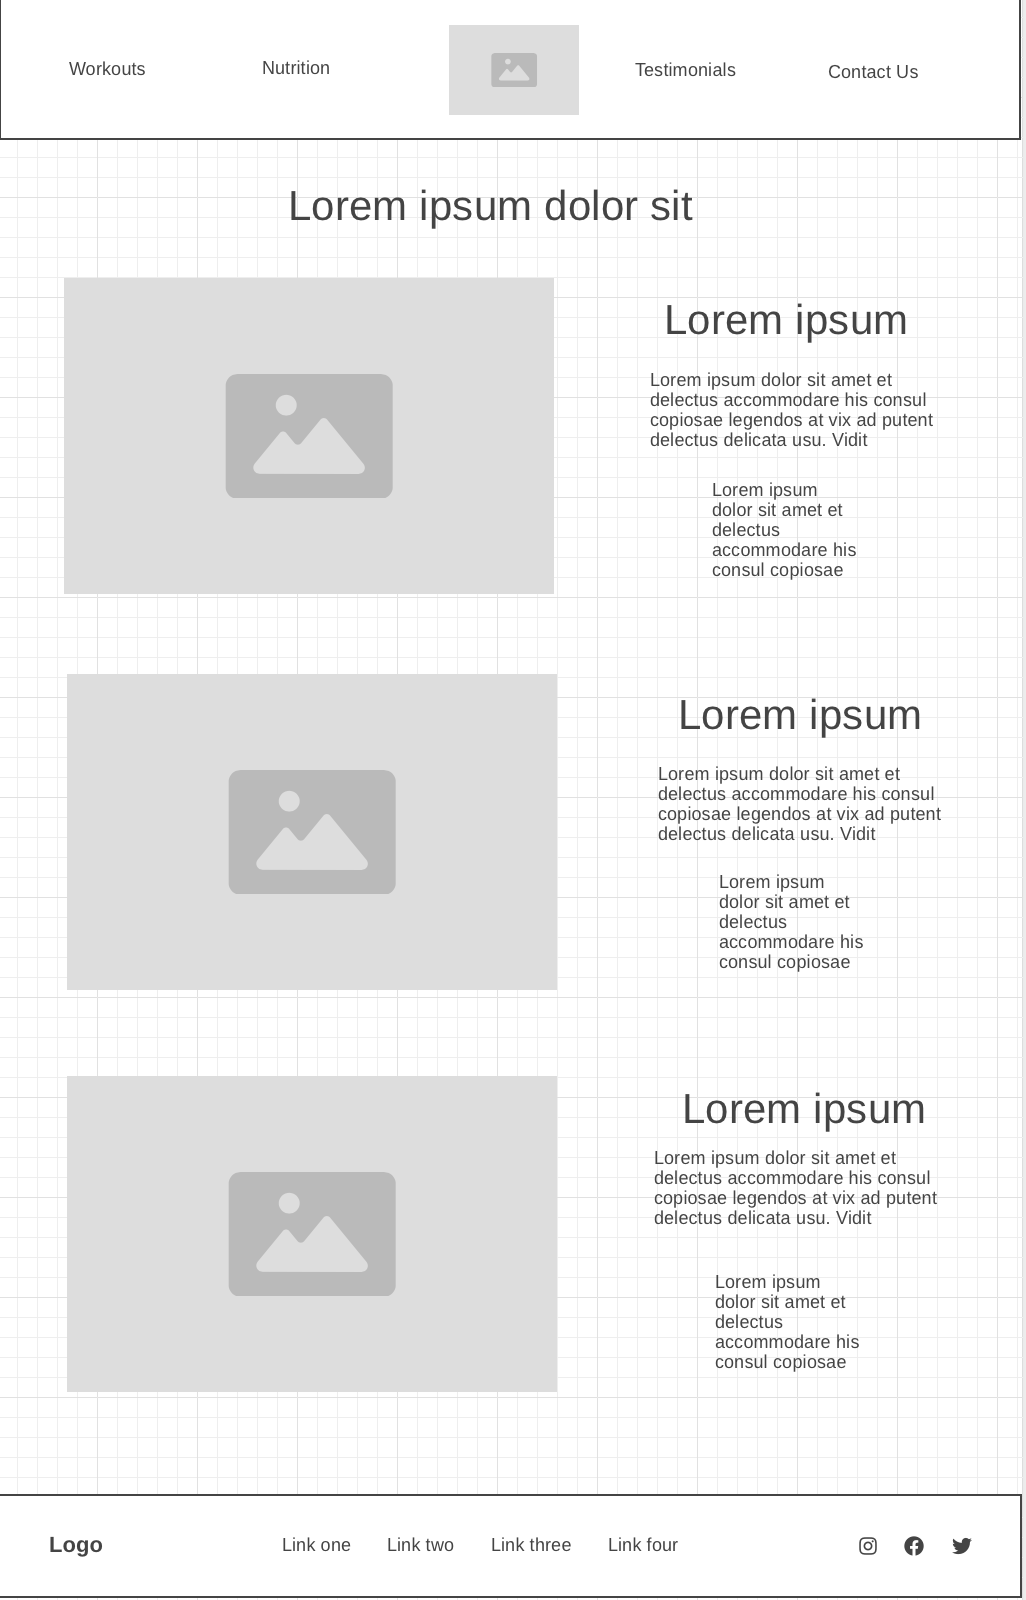 Workouts
Nutrition
Testimonials
Contact Us
Lorem ipsum dolor sit
Lorem ipsum
Lorem ipsum dolor sit amet et
delectus accommodare his consul
copiosae legendos at vix ad putent
delectus delicata usu. Vidit
Lorem ipsum
dolor sit amet et
delectus
accommodare his
consul copiosae
Lorem ipsum
Lorem ipsum dolor sit amet et
delectus accommodare his consul
copiosae legendos at vix ad putent
delectus delicata usu. Vidit
Lorem ipsum
dolor sit amet et
delectus
accommodare his
consul copiosae
Lorem ipsum
Lorem ipsum dolor sit amet et
delectus accommodare his consul
copiosae legendos at vix ad putent
delectus delicata usu. Vidit
Lorem ipsum
dolor sit amet et
delectus
accommodare his
consul copiosae
Logo
Link one
Link two
Link three
Link four